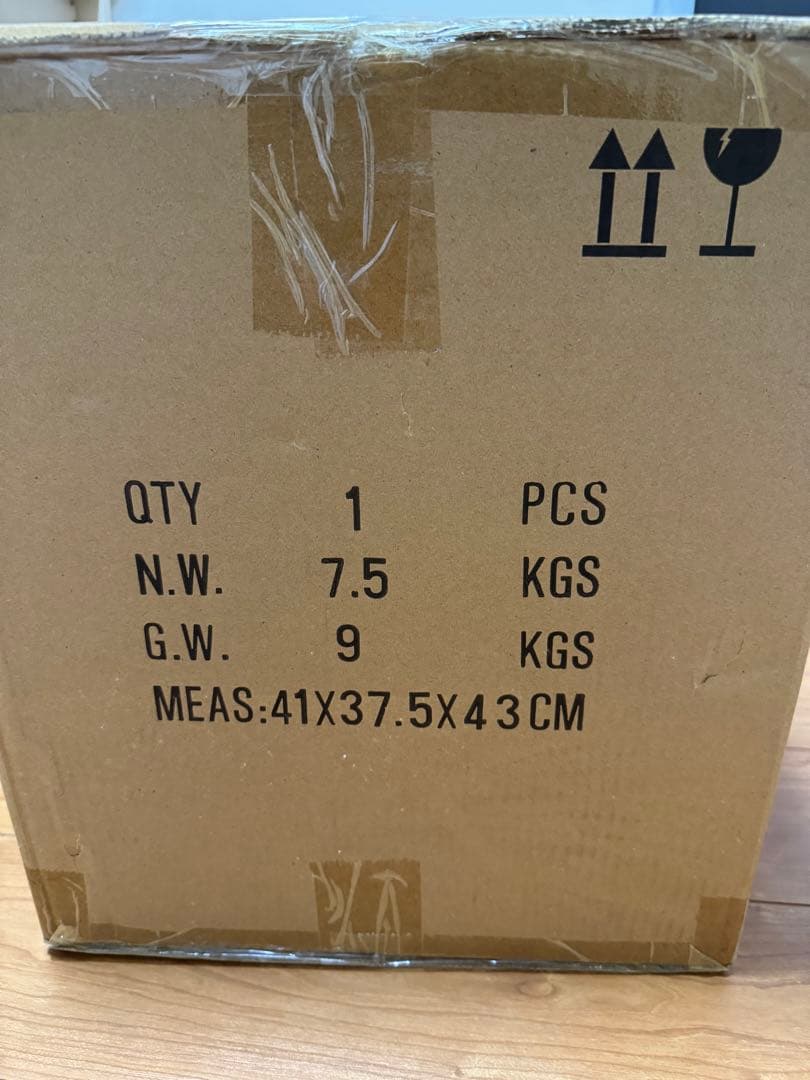 QTY 1 PCS
N.W. 7.5 KGS
G.W. 9 KGS
MEAS:41X37.5X43CM